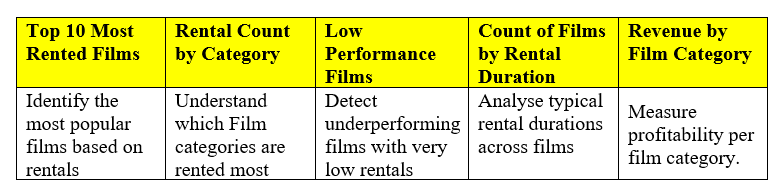 Top 10 Most
Rented Films
Rental Count
by Category
Low
Performance
Films
Count of Films
by Rental
Duration
Revenue by
Film Category
Identify the
most popular
films based on
rentals
Understand
which Film
categories are
rented most
Detect
underperforming
films with very
low rentals
Analyse typical
rental durations
across films
Measure
profitability per
film category.